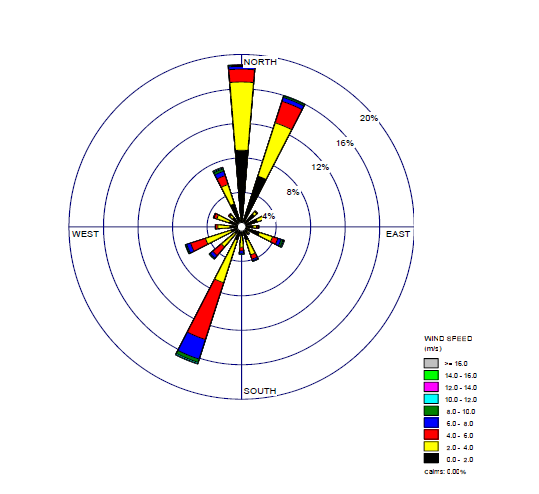 NORTH
20%
16%
12%
8%
4%
WEST
EAST
SOUTH
WIND SPEED
(m/s)
>= 16.0
14.0 - 16.0
12.0 - 14.0
10.0 - 12.0
8.0 - 10.0
6.0 - 8.0
4.0 - 6.0
2.0 - 4.0
0.0 - 2.0
Calms: 0.00%